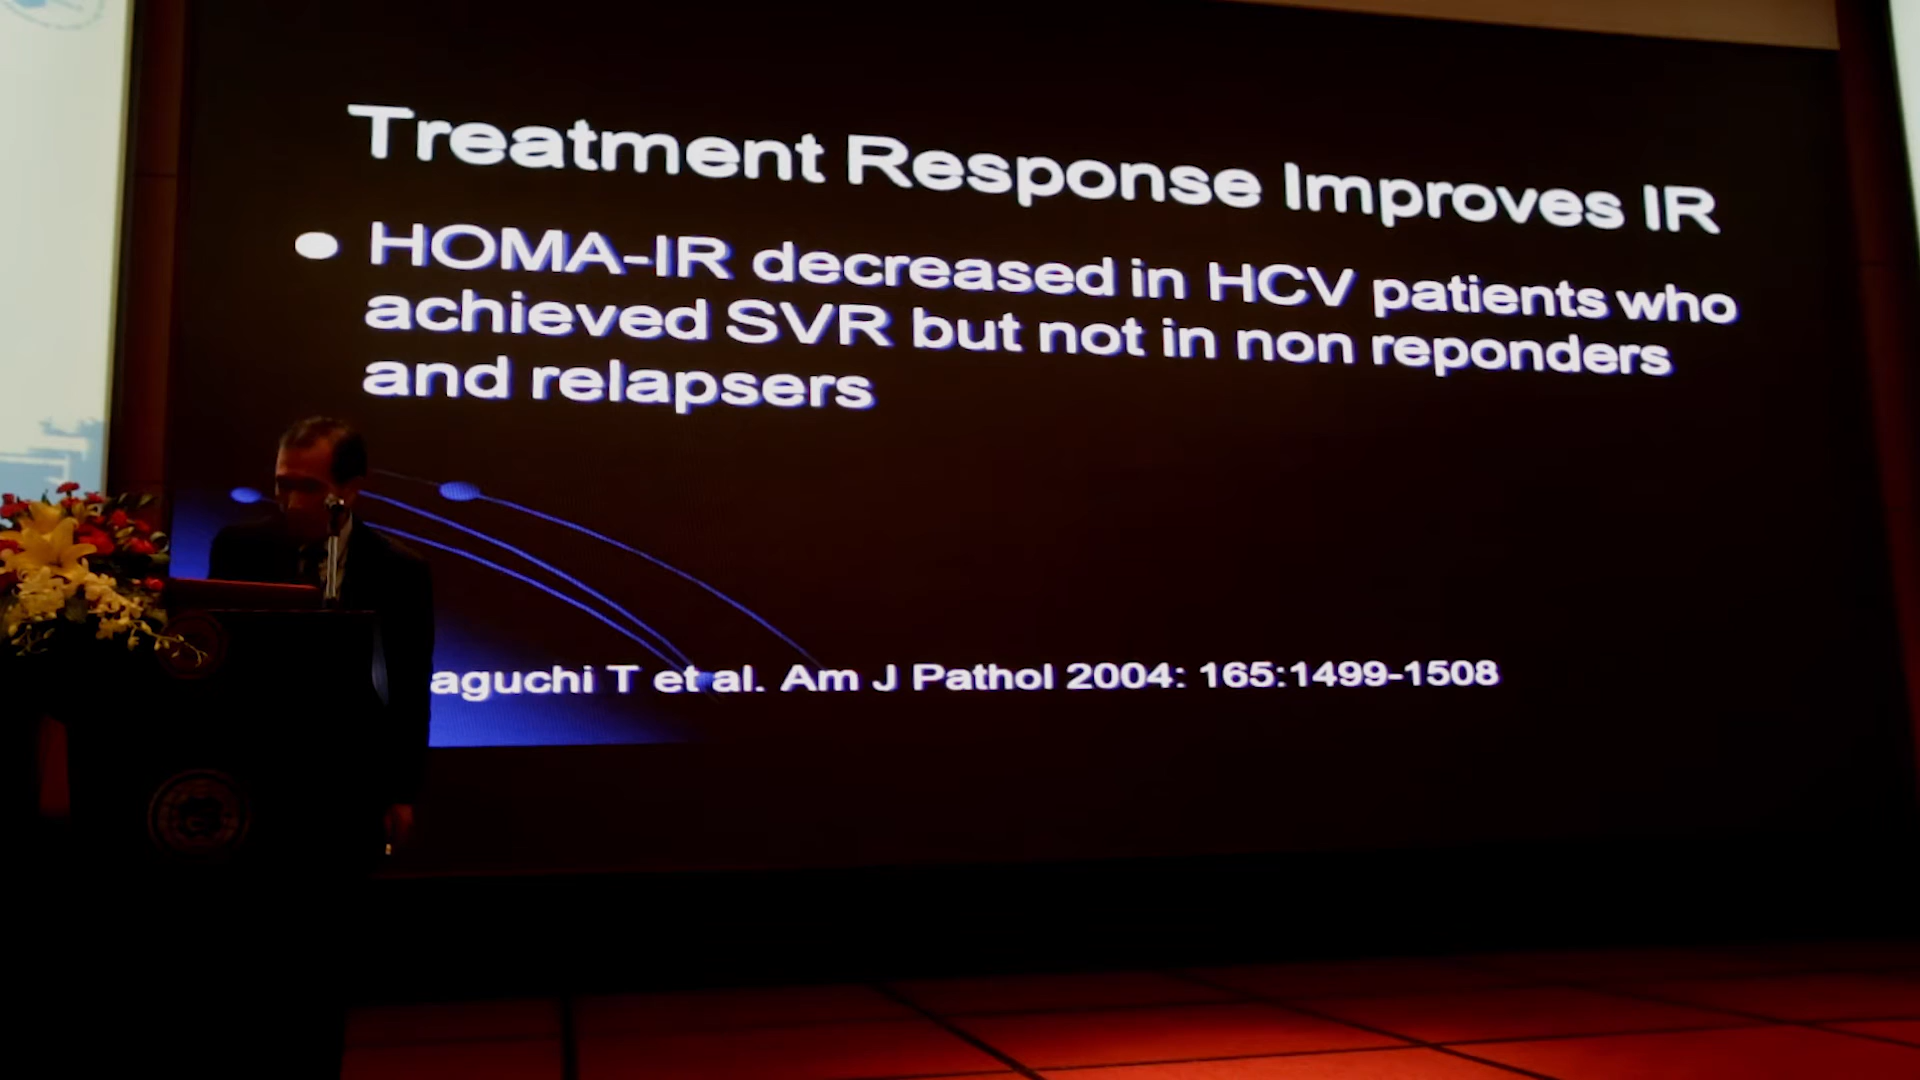 Treatment Response Improves IR
● HOMA-IR decreased in HCV patients who
achieved SVR but not in non reponders
and relapsers
aguchi T et al. Am J Pathol 2004: 165:1499-1508